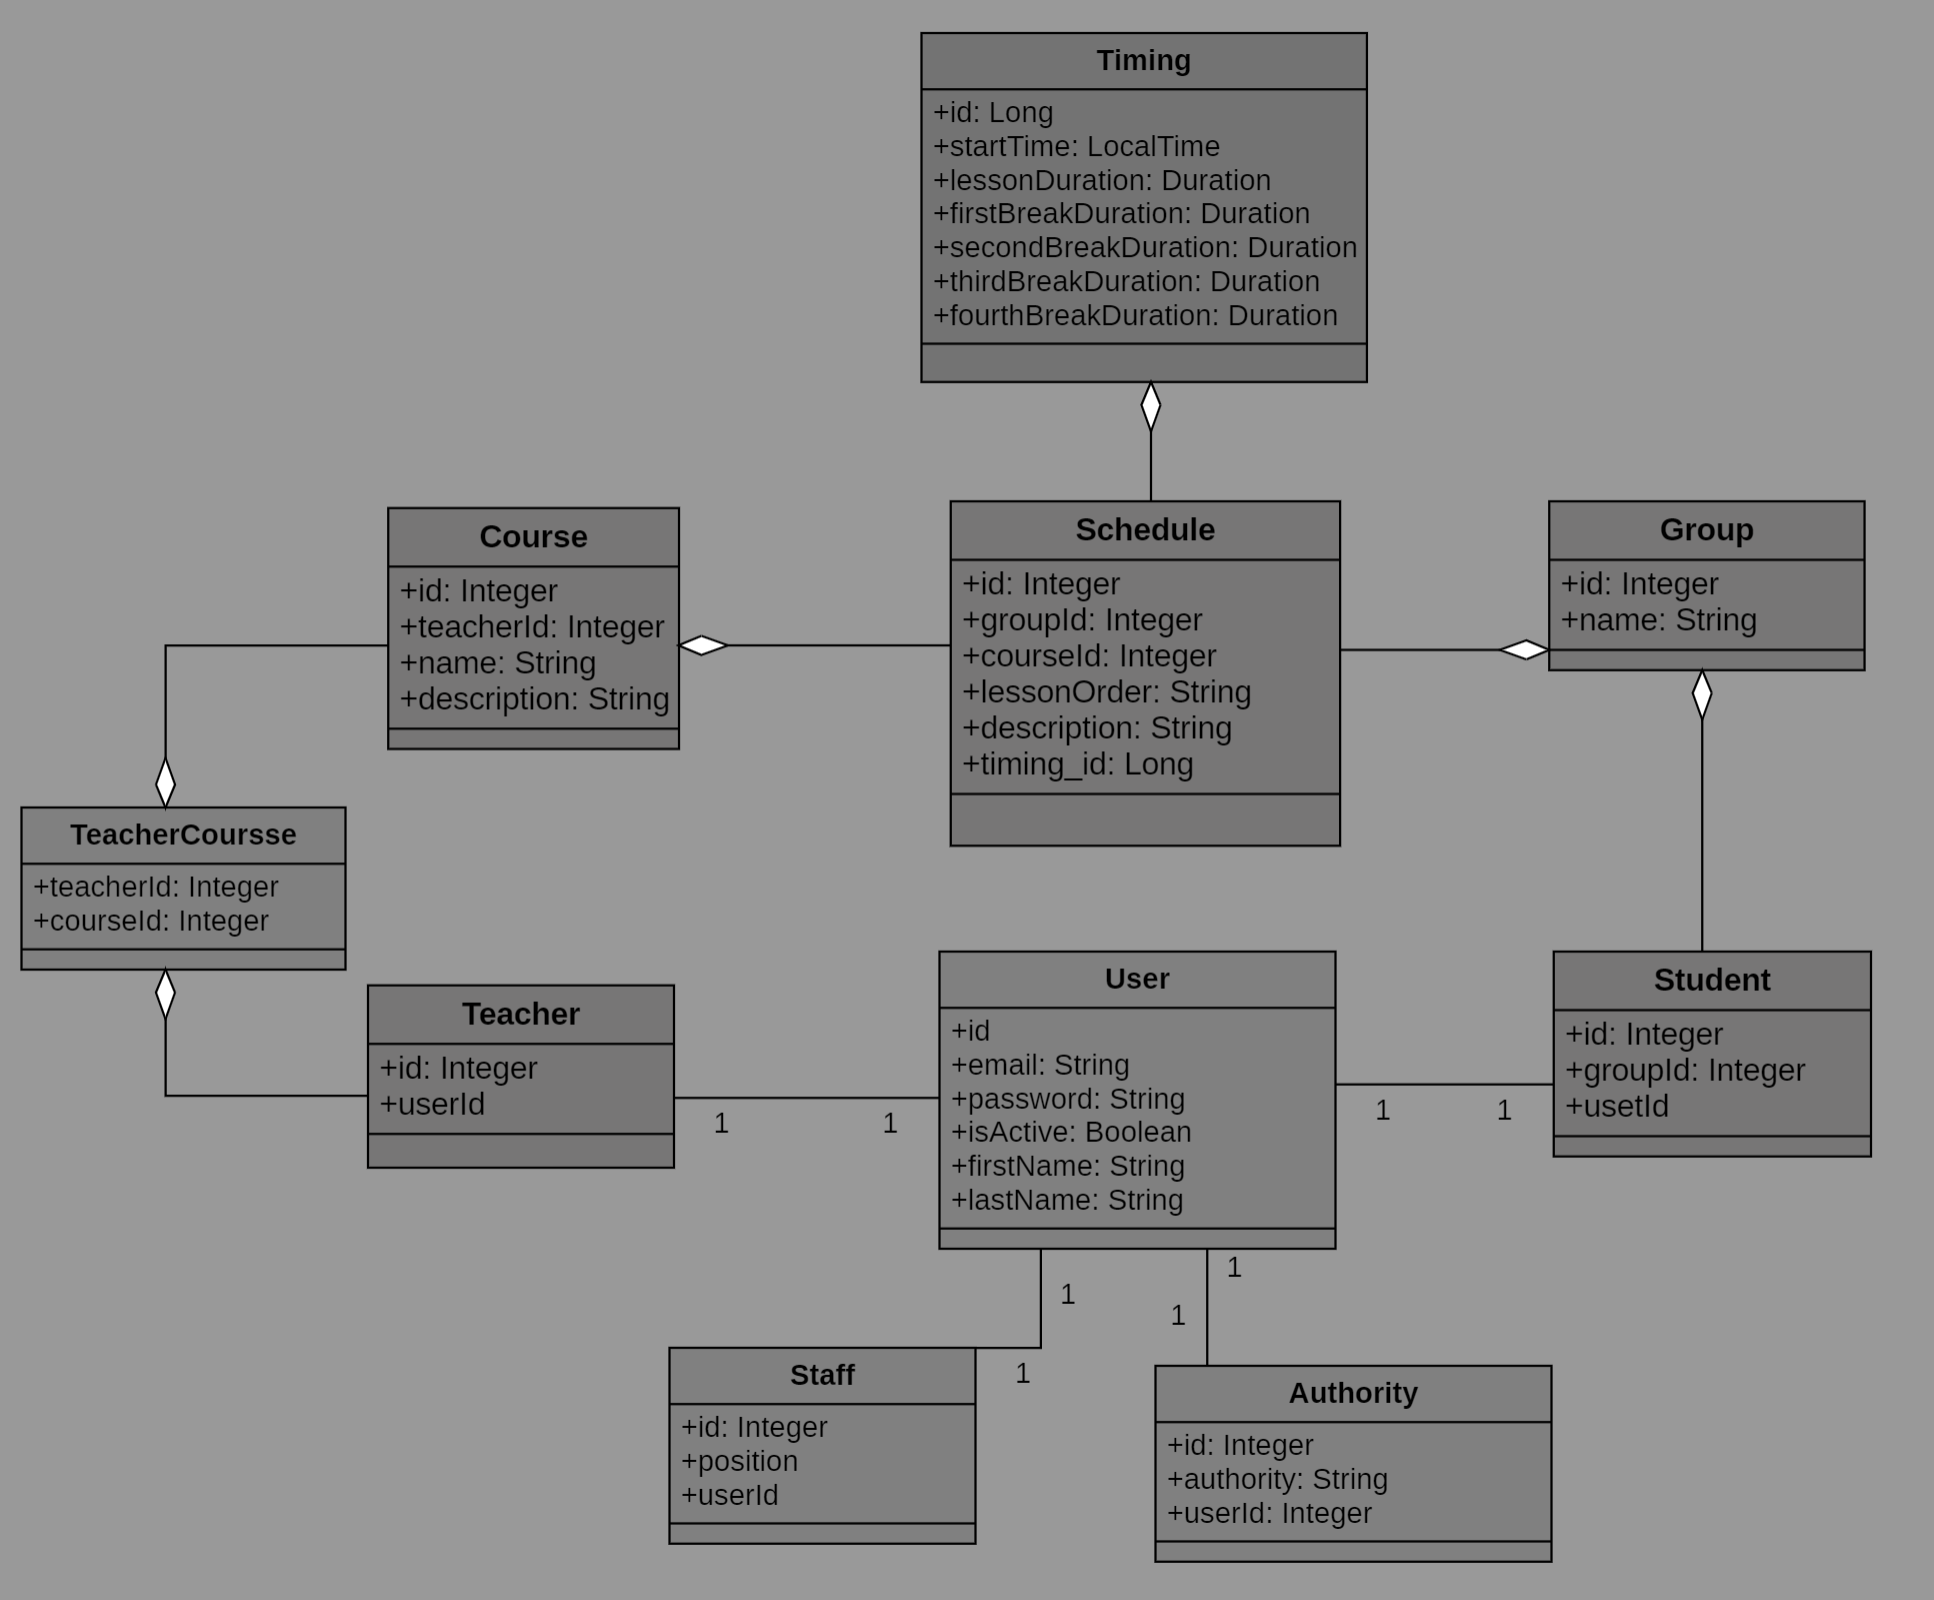 Timing
+id: Long
+startTime: LocalTime
+lessonDuration: Duration
+firstBreakDuration: Duration
+secondBreakDuration: Duration
+thirdBreakDuration: Duration
+fourthBreakDuration: Duration
Course
+id: Integer
+teacherId: Integer
+name: String
+description: String
Schedule
+id: Integer
+groupId: Integer
+courseId: Integer
+lessonOrder: String
+description: String
+timing_id: Long
Group
+id: Integer
+name: String
TeacherCoursse
+teacherId: Integer
+courseId: Integer
Teacher
+id: Integer
+userId
1
1
User
+id
+email: String
+password: String
+isActive: Boolean
+firstName: String
+lastName: String
1
1
Student
+id: Integer
+groupId: Integer
+usetId
1
1
1
1
Staff
+id: Integer
+position
+userId
Authority
+id: Integer
+authority: String
+userId: Integer